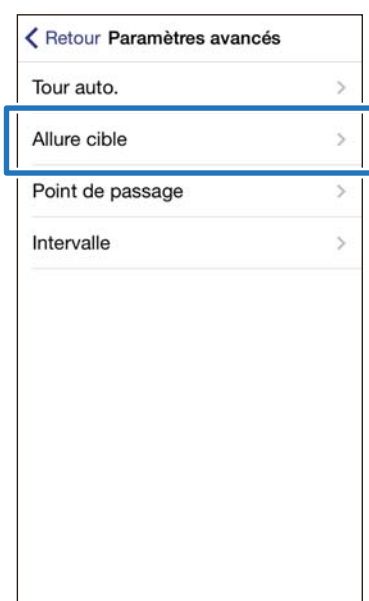 Retour Paramètres avancés
Tour auto.
Allure cible
Point de passage
Intervalle